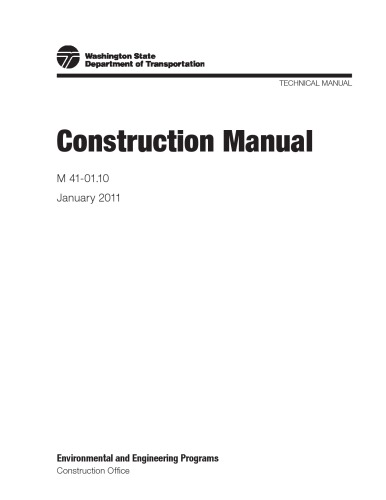 Washington State
Department of Transportation
TECHNICAL MANUAL
Construction Manual
M 41-01.10
January 2011
Environmental and Engineering Programs
Construction Office